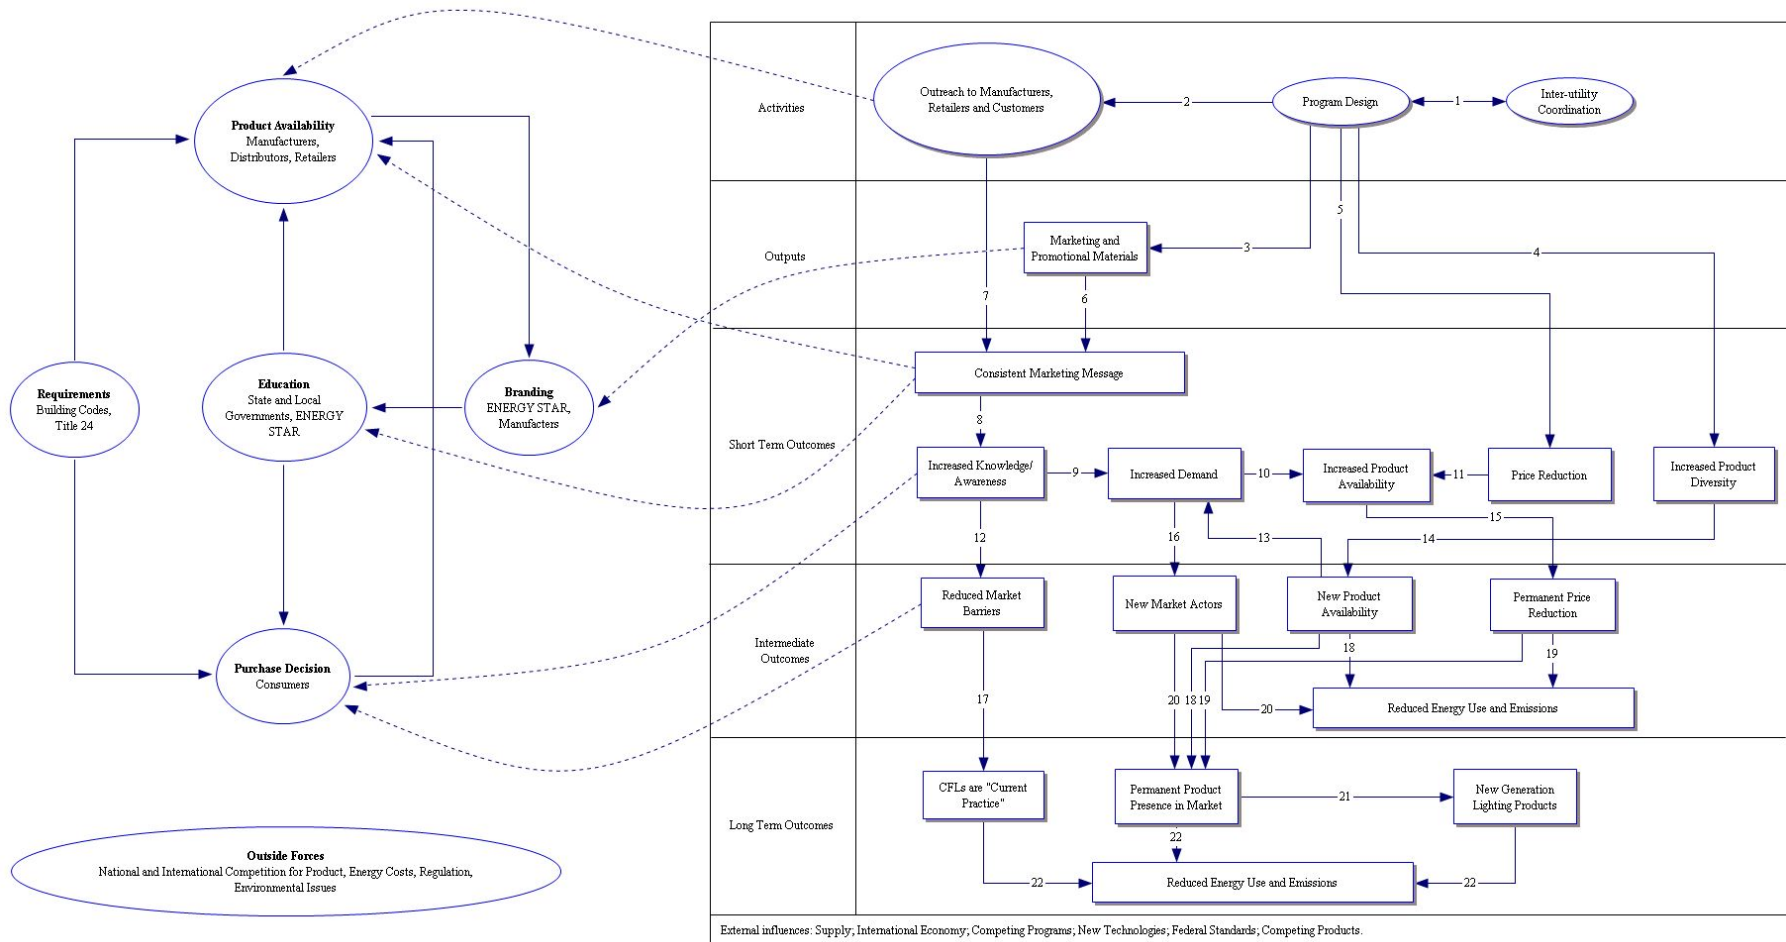 Product Availability
Manufacturers,
Distributors, Retailers
Requirements
Building Codes,
Title 24
Education
State and Local
Governments, ENERGY
STAR
Branding
ENERGY STAR,
Manufacters
Purchase Decision
Consumers
Outside Forces
National and International Competition for Product, Energy Costs, Regulation,
Environmental Issues
Activities
Outreach to Manufacturers,
Retailers and Customers
2
Program Design
1
Inter-utility
Coordination
5
Outputs
Marketing and
Promotional Materials
3
4
7
6
Short Term Outcomes
Consistent Marketing Message
8
Increased Knowledge/
Awareness
9
Increased Demand
10
Increased Product
Availability
11
Price Reduction
Increased Product
Diversity
12
16
13
15
14
Intermediate
Outcomes
Reduced Market
Barriers
New Market Actors
New Product
Availability
Permanent Price
Reduction
18
19
17
20
18
19
20
Reduced Energy Use and Emissions
Long Term Outcomes
CFLs are "Current
Practice"
Permanent Product
Presence in Market
21
New Generation
Lighting Products
22
22
Reduced Energy Use and Emissions
22
External influences: Supply; International Economy; Competing Programs; New Technologies; Federal Standards; Competing Products.